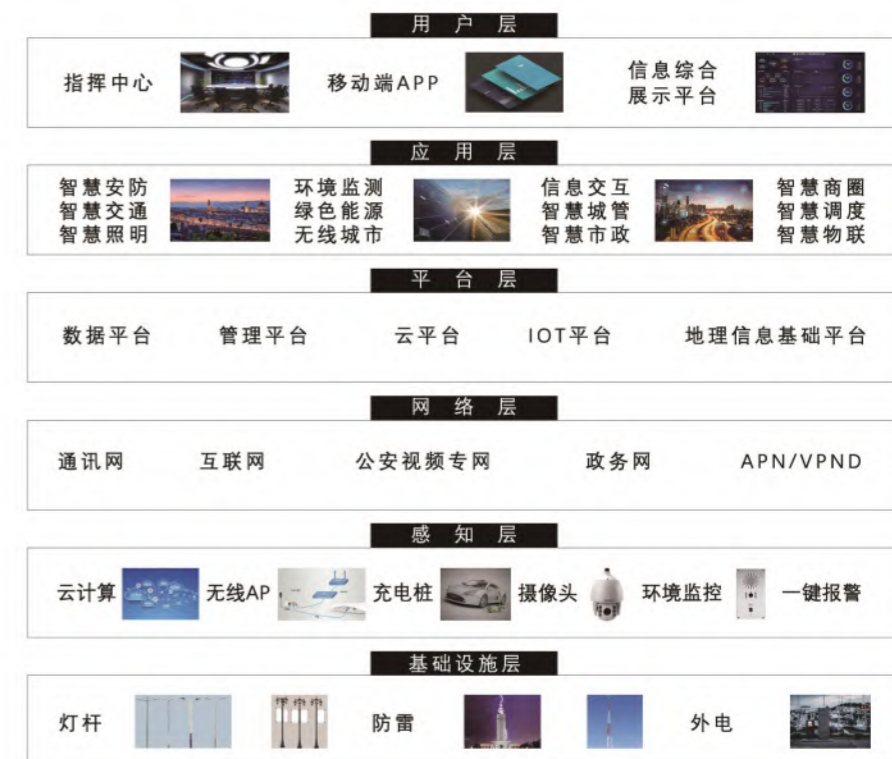 用户层
指挥中心 移动端APP 信息综合
展示平台
应用层
智慧安防 环境监测 信息交互 智慧商圈
智慧交通 绿色能源 智慧城管 智慧调度
智慧照明 无线城市 智慧市政 智慧物联
平台层
数据平台 管理平台 云平台 IOT平台 地理信息基础平台
网络层
通讯网 互联网 公安视频专网 政务网 APN/VPND
感知层
云计算 无线AP 充电桩 摄像头 环境监控 一键报警
基础设施层
灯杆 防雷 外电